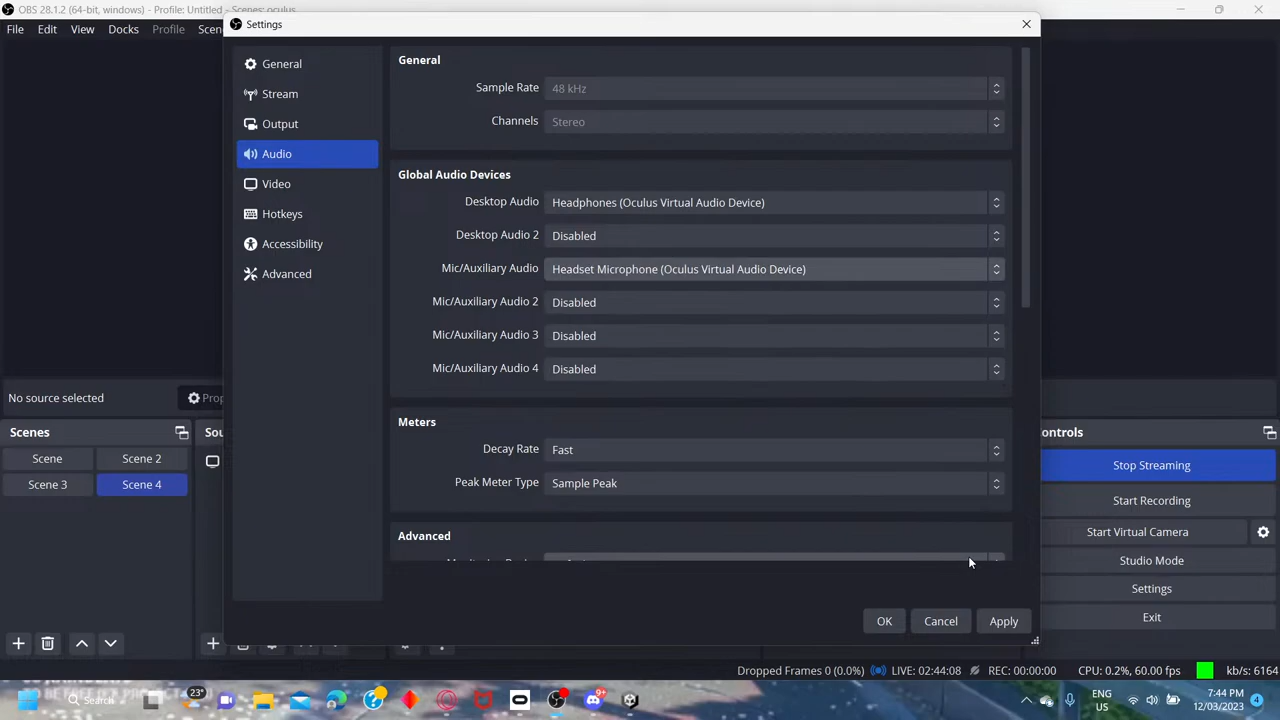 OBS 28.1.2 (64-bit, windows) - Profile: Untitled - Scenes: oculus
Settings
File Edit View Docks Profile
General
Stream
Output
Audio
Video
Hotkeys
Accessibility
Advanced
General
Sample Rate 48 kHz
Channels Stereo
Global Audio Devices
Desktop Audio Headphones (Oculus Virtual Audio Device)
Desktop Audio 2 Disabled
Mic/Auxiliary Audio Headset Microphone (Oculus Virtual Audio Device)
Mic/Auxiliary Audio 2 Disabled
Mic/Auxiliary Audio 3 Disabled
Mic/Auxiliary Audio 4 Disabled
Meters
Decay Rate Fast
Peak Meter Type Sample Peak
Advanced
OK Cancel Apply
No source selected
Scenes
Scene Scene 2
Scene 3 Scene 4
Stop Streaming
Start Recording
Start Virtual Camera
Studio Mode
Settings
Exit
Dropped Frames 0 (0.0%) LIVE: 02:44:08 REC: 00:00:00 CPU: 0.2%, 60.00 fps kb/s: 6164
Search
23°
9+
ENG
US
7:44 PM
12/03/2023
4